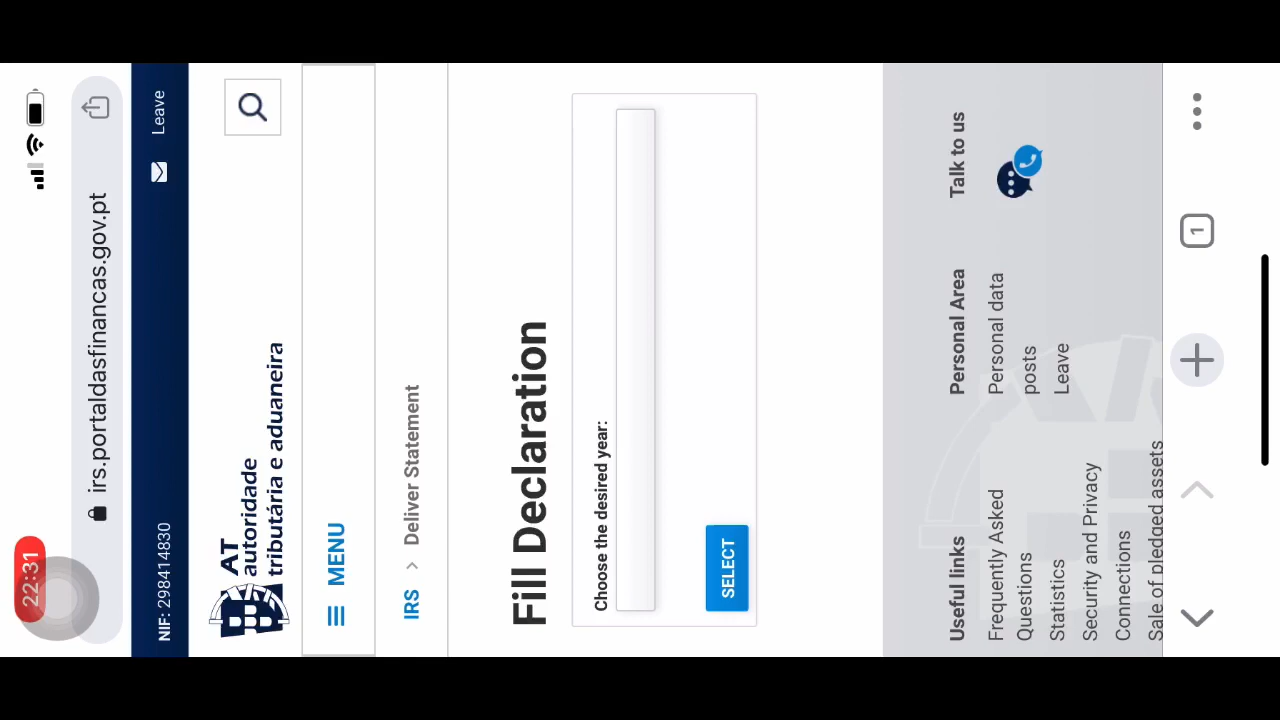 22:31
irs.portaldasfinancas.gov.pt
NIF: 298414830
Leave
AT
autoridade
tributária e aduaneira
MENU
IRS > Deliver Statement
Fill Declaration
Choose the desired year:
SELECT
Useful links
Frequently Asked
Questions
Statistics
Security and Privacy
Connections
Sale of pledged assets
Personal Area
Personal data
posts
Leave
Talk to us
1